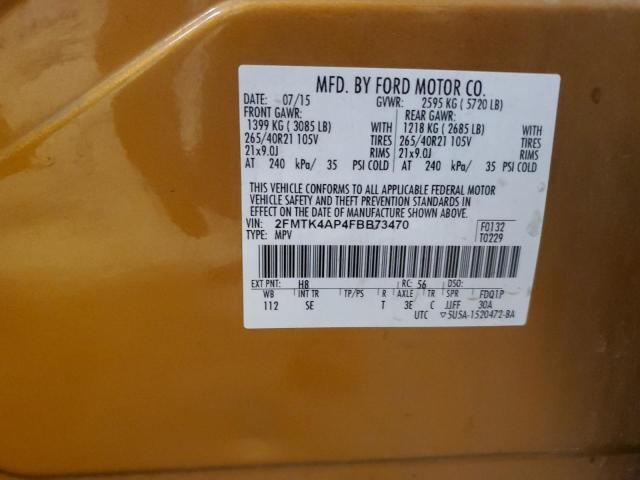 MFD. BY FORD MOTOR CO.
DATE: 07/15 GVWR: 2595 KG ( 5720 LB)
FRONT GAWR: REAR GAWR:
1399 KG ( 3085 LB) WITH 1218 KG ( 2685 LB) WITH
265/40R21 105V TIRES 265/40R21 105V TIRES
21x9.0J RIMS 21x9.0J RIMS
AT 240 kPa/ 35 PSI COLD AT 240 kPa/ 35 PSI COLD
THIS VEHICLE CONFORMS TO ALL APPLICABLE FEDERAL MOTOR
VEHICLE SAFETY AND THEFT PREVENTION STANDARDS IN
EFFECT ON THE DATE OF MANUFACTURE SHOWN ABOVE.
VIN: 2FMTK4AP4FBB73470 F0132
TYPE: MPV T0229
EXT PNT: H8 RC: 56 DSO:
WB INT TR TP/PS R AXLE TR SPR FDQ1P
112 SE T 3E C JJFF 30A
UTC ▽5U5A-1520472-BA